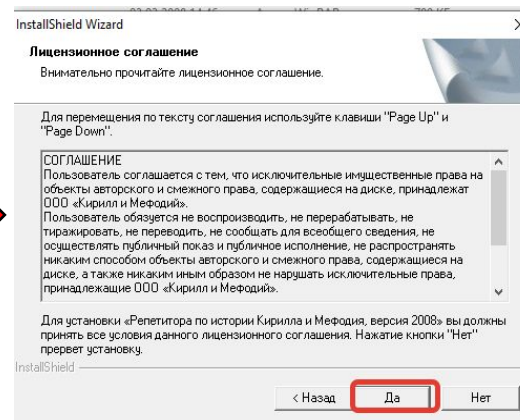 InstallShield Wizard
Лицензионное соглашение
Внимательно прочитайте лицензионное соглашение.
Для перемещения по тексту соглашения используйте клавиши "Page Up" и
"Page Down".
СОГЛАШЕНИЕ
Пользователь соглашается с тем, что исключительные имущественные права на
объекты авторского и смежного права, содержащиеся на диске, принадлежат
ООО «Кирилл и Мефодий».
Пользователь обязуется не воспроизводить, не перерабатывать, не
тиражировать, не переводить, не сообщать для всеобщего сведения, не
осуществлять публичный показ и публичное исполнение, не распространять
никаким способом объекты авторского и смежного права, содержащиеся на
диске, а также никаким иным образом не нарушать исключительные права,
принадлежащие ООО «Кирилл и Мефодий».
Для установки «Репетитора по истории Кирилла и Мефодия, версия 2008» вы должны
принять все условия данного лицензионного соглашения. Нажатие кнопки "Нет"
прервет установку.
InstallShield
< Назад Да Нет